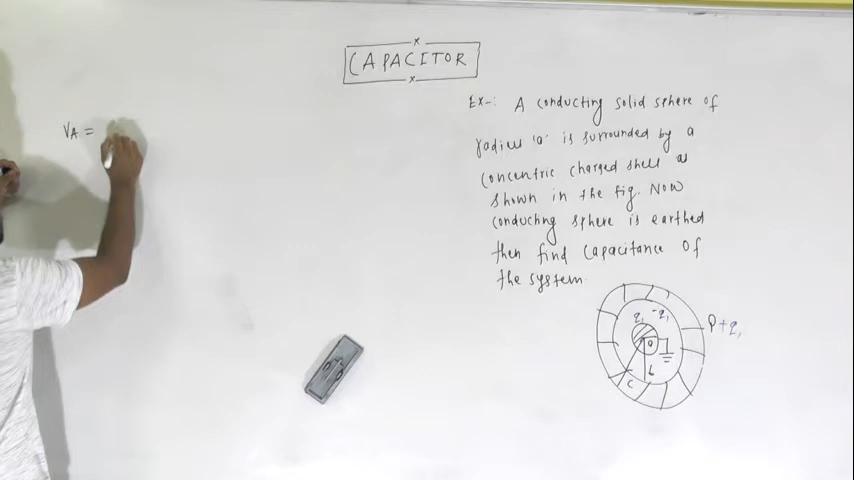 CAPACITOR
Ex-: A conducting solid sphere of
radius 'a' is surrounded by a
concentric charged shell as
shown in the fig. Now
conducting sphere is earthed
then find capacitance of
the system
VA =
q1 -q1
Q+q1
a
b
c